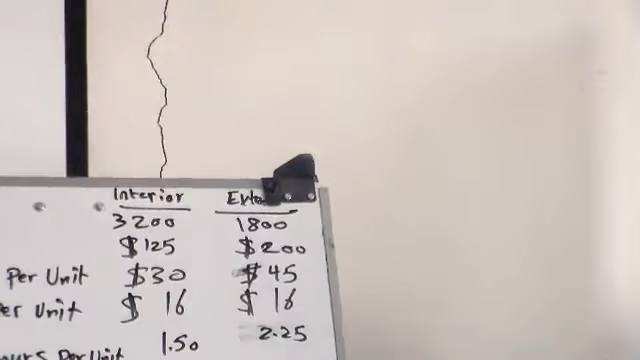 Interior Exte
3200 1800
$125 $200
Per Unit $30 $45
er Unit $ 16 $ 16
ours Per Unit 1.50 2.25